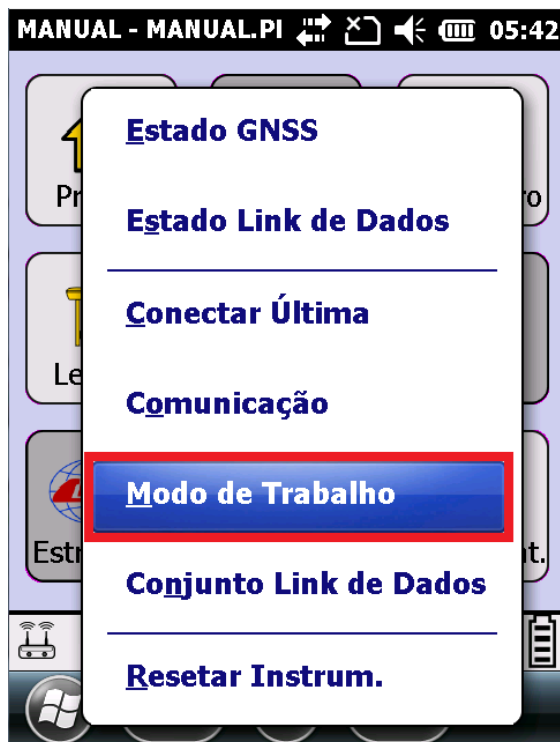 MANUAL - MANUAL.PI 05:42
Estado GNSS
Estado Link de Dados
Conectar Última
Comunicação
Modo de Trabalho
Conjunto Link de Dados
Resetar Instrum.